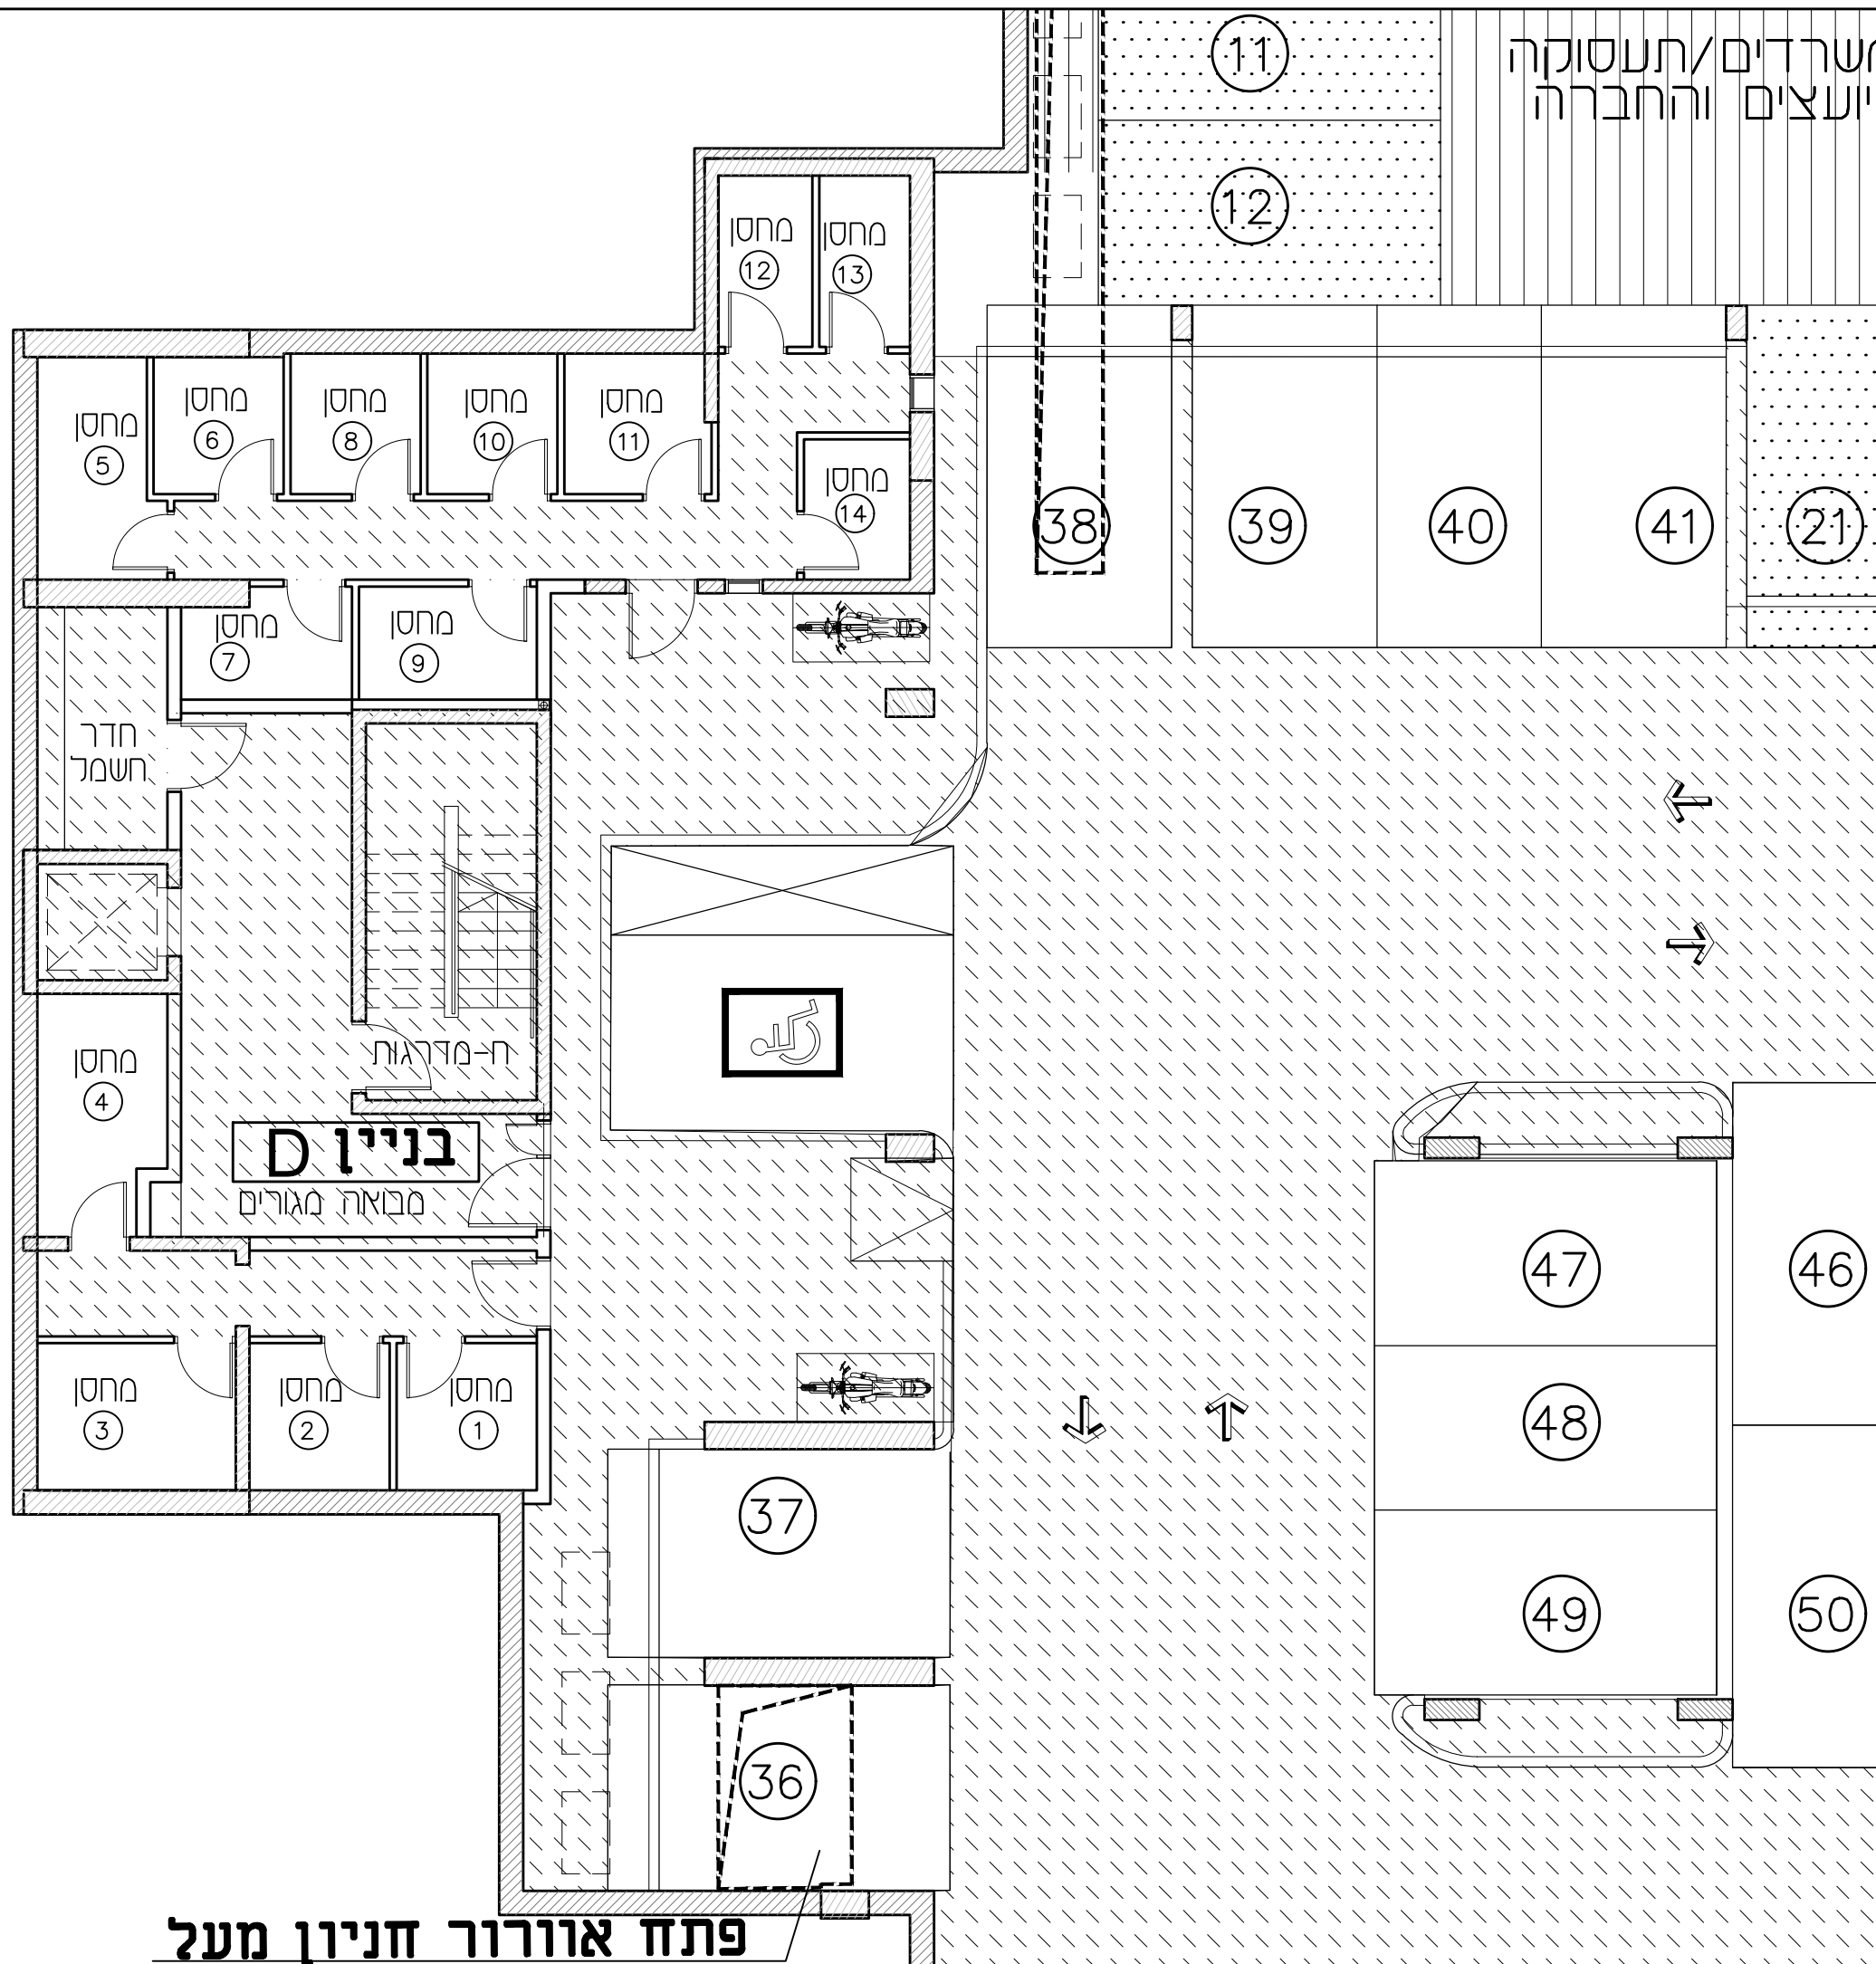 משרדים/תעסוקה
יועצים והחברה
11
12
מחסן
12
מחסן
13
מחסן
5
מחסן
6
מחסן
8
מחסן
10
מחסן
11
מחסן
14
38
39
40
41
21
מחסן
7
מחסן
9
חדר
חשמל
ח-מדרגות
מחסן
4
בניין D
מבואה מגורים
מחסן
3
מחסן
2
מחסן
1
47
46
48
49
50
37
36
פתח אוורור חניון מעל